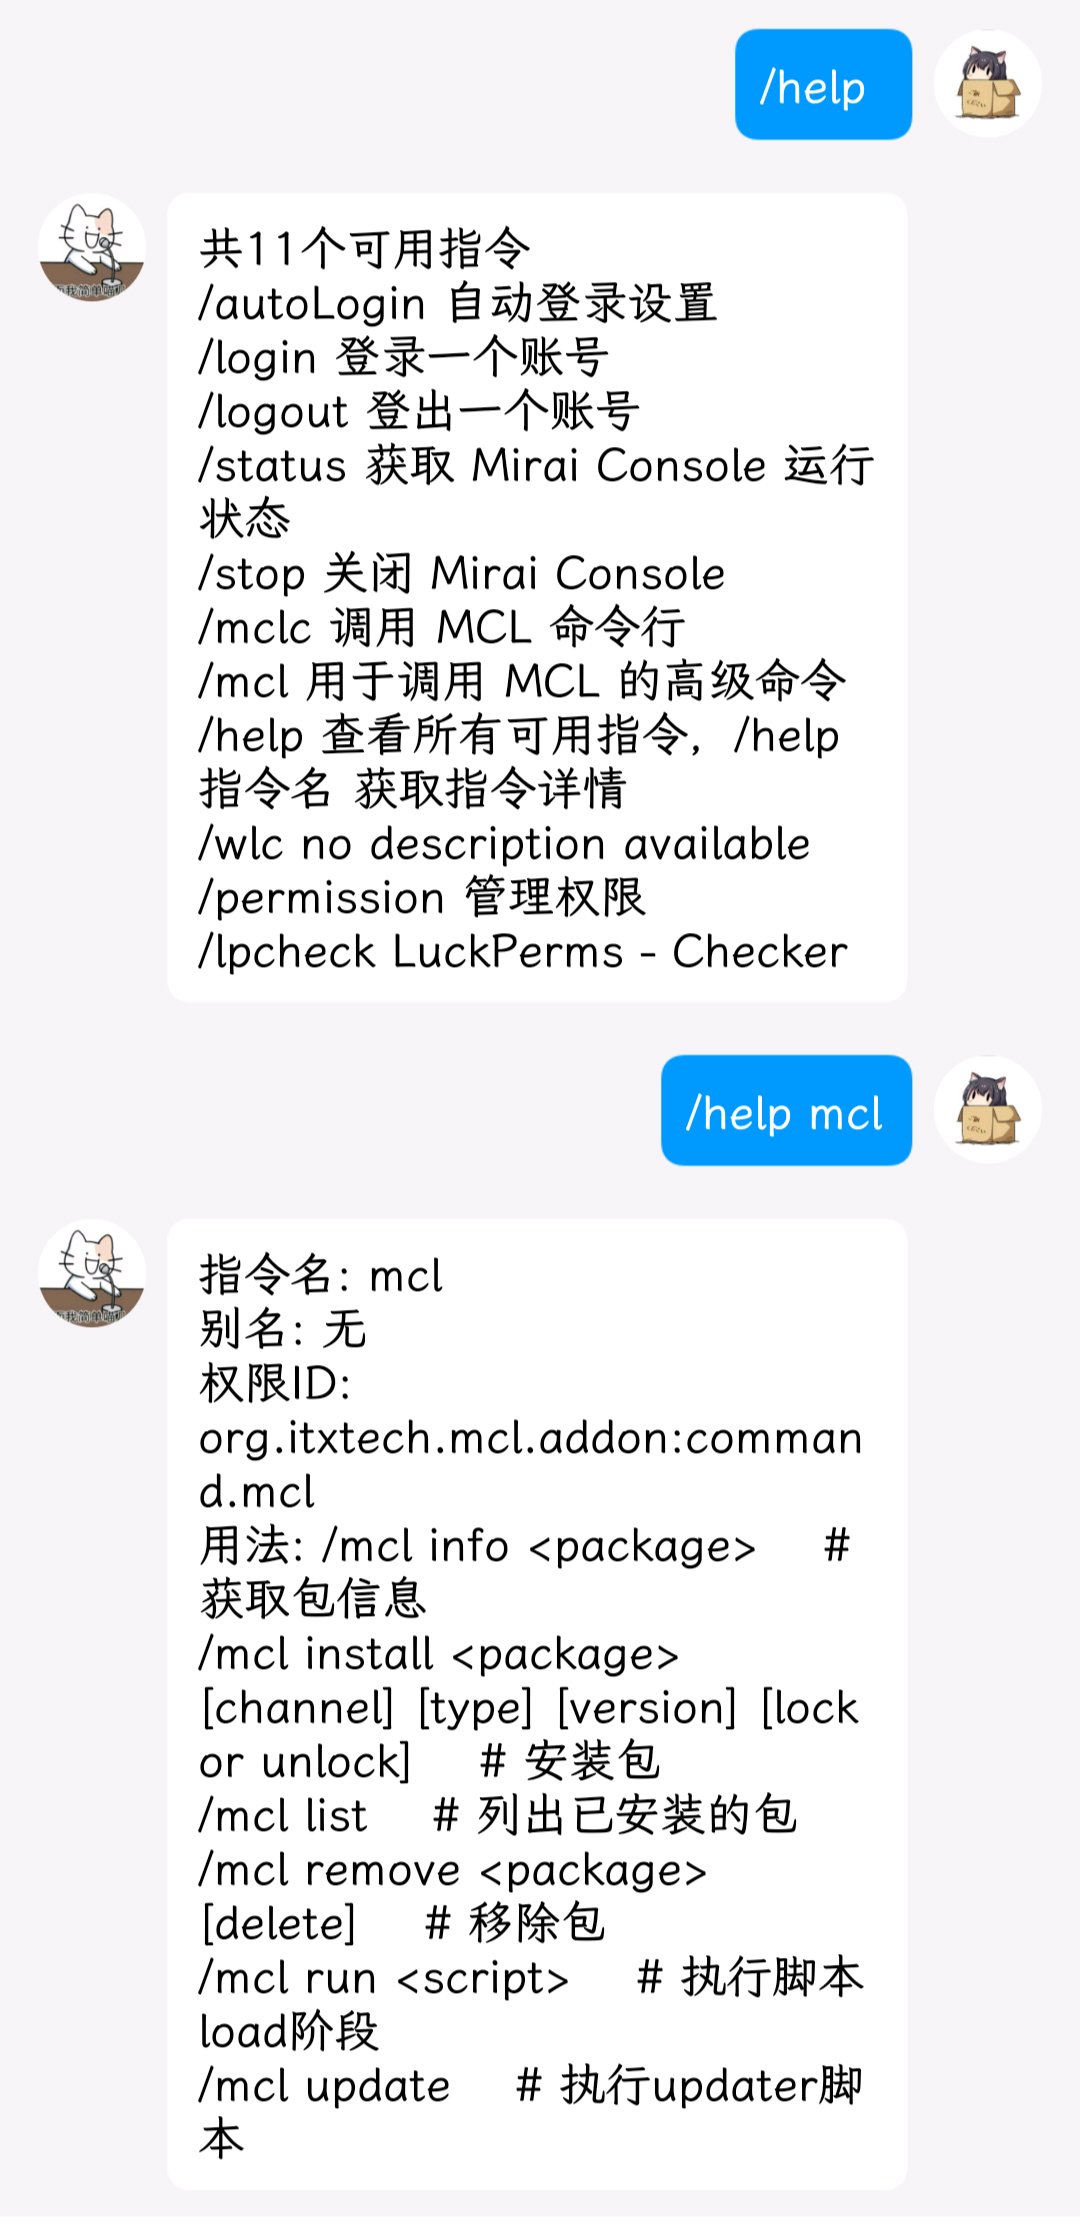 /help
共11个可用指令
/autoLogin 自动登录设置
/login 登录一个账号
/logout 登出一个账号
/status 获取 Mirai Console 运行
状态
/stop 关闭 Mirai Console
/mclc 调用 MCL 命令行
/mcl 用于调用 MCL 的高级命令
/help 查看所有可用指令, /help
指令名 获取指令详情
/wlc no description available
/permission 管理权限
/lpcheck LuckPerms - Checker
/help mcl
指令名: mcl
别名: 无
权限ID:
org.itxtech.mcl.addon:comman
d.mcl
用法: /mcl info <package>    #
获取包信息
/mcl install <package>
[channel] [type] [version] [lock
or unlock]    # 安装包
/mcl list    # 列出已安装的包
/mcl remove <package>
[delete]    # 移除包
/mcl run <script>    # 执行脚本
load阶段
/mcl update    # 执行updater脚
本